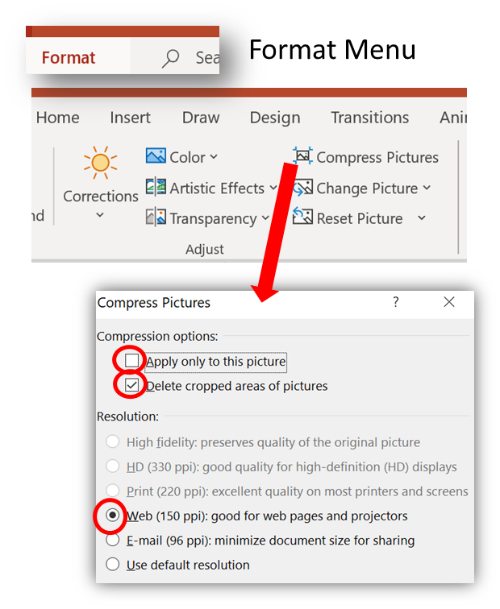 Format
Sea
Format Menu
Home Insert Draw Design Transitions Ani
Color
Compress Pictures
Artistic Effects
Change Picture
Corrections
nd
Transparency
Reset Picture
Adjust
Compress Pictures ? ×
Compression options:
Apply only to this picture
Delete cropped areas of pictures
Resolution:
High fidelity: preserves quality of the original picture
HD (330 ppi): good quality for high-definition (HD) displays
Print (220 ppi): excellent quality on most printers and screens
Web (150 ppi): good for web pages and projectors
E-mail (96 ppi): minimize document size for sharing
Use default resolution